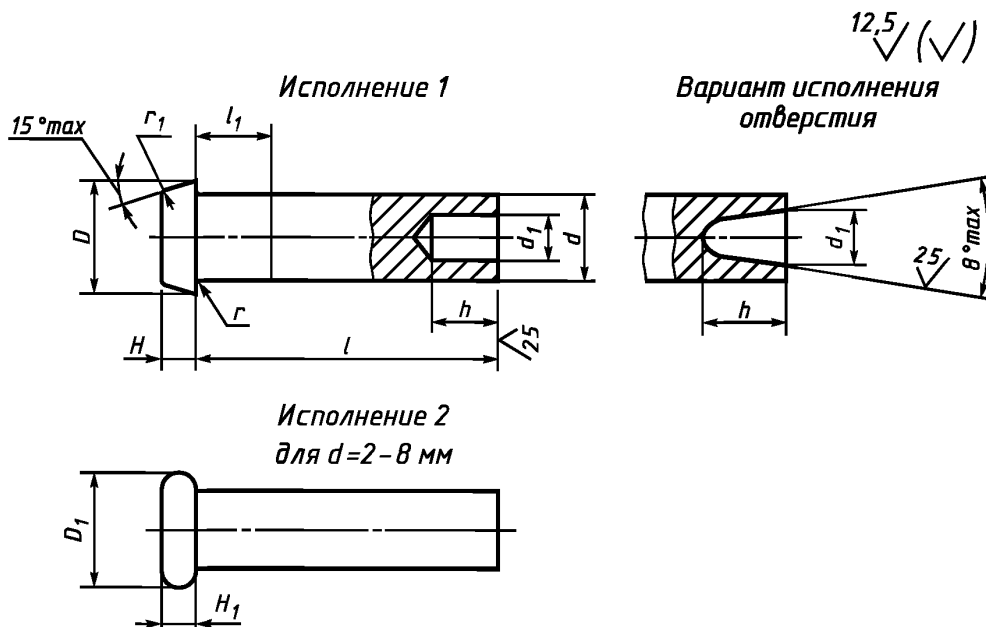 12,5 (√)
Исполнение 1
Вариант исполнения
отверстия
15°max
r₁
l₁
D
d₁
d
r
h
H
l
25
d₁
25
8°max
h
Исполнение 2
для d=2-8 мм
D₁
H₁